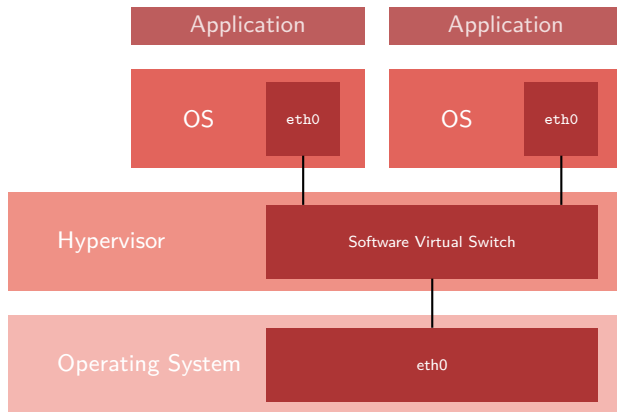 Application
Application
OS
eth0
OS
eth0
Hypervisor
Software Virtual Switch
Operating System
eth0